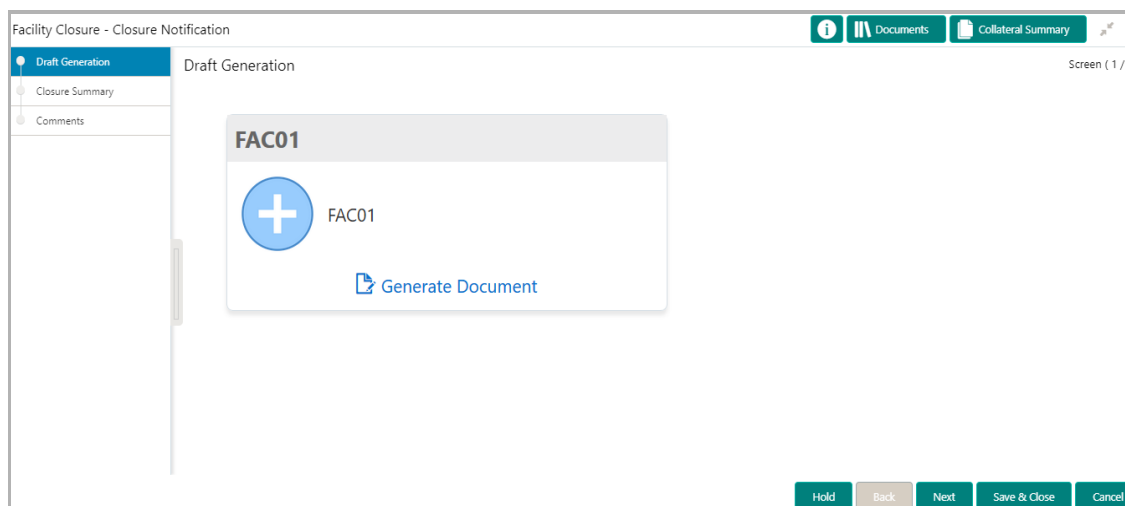 Facility Closure - Closure Notification
i Documents Collateral Summary
Draft Generation
Closure Summary
Comments
Draft Generation
Screen ( 1 /
FAC01
FAC01
Generate Document
Hold Back Next Save & Close Cancel